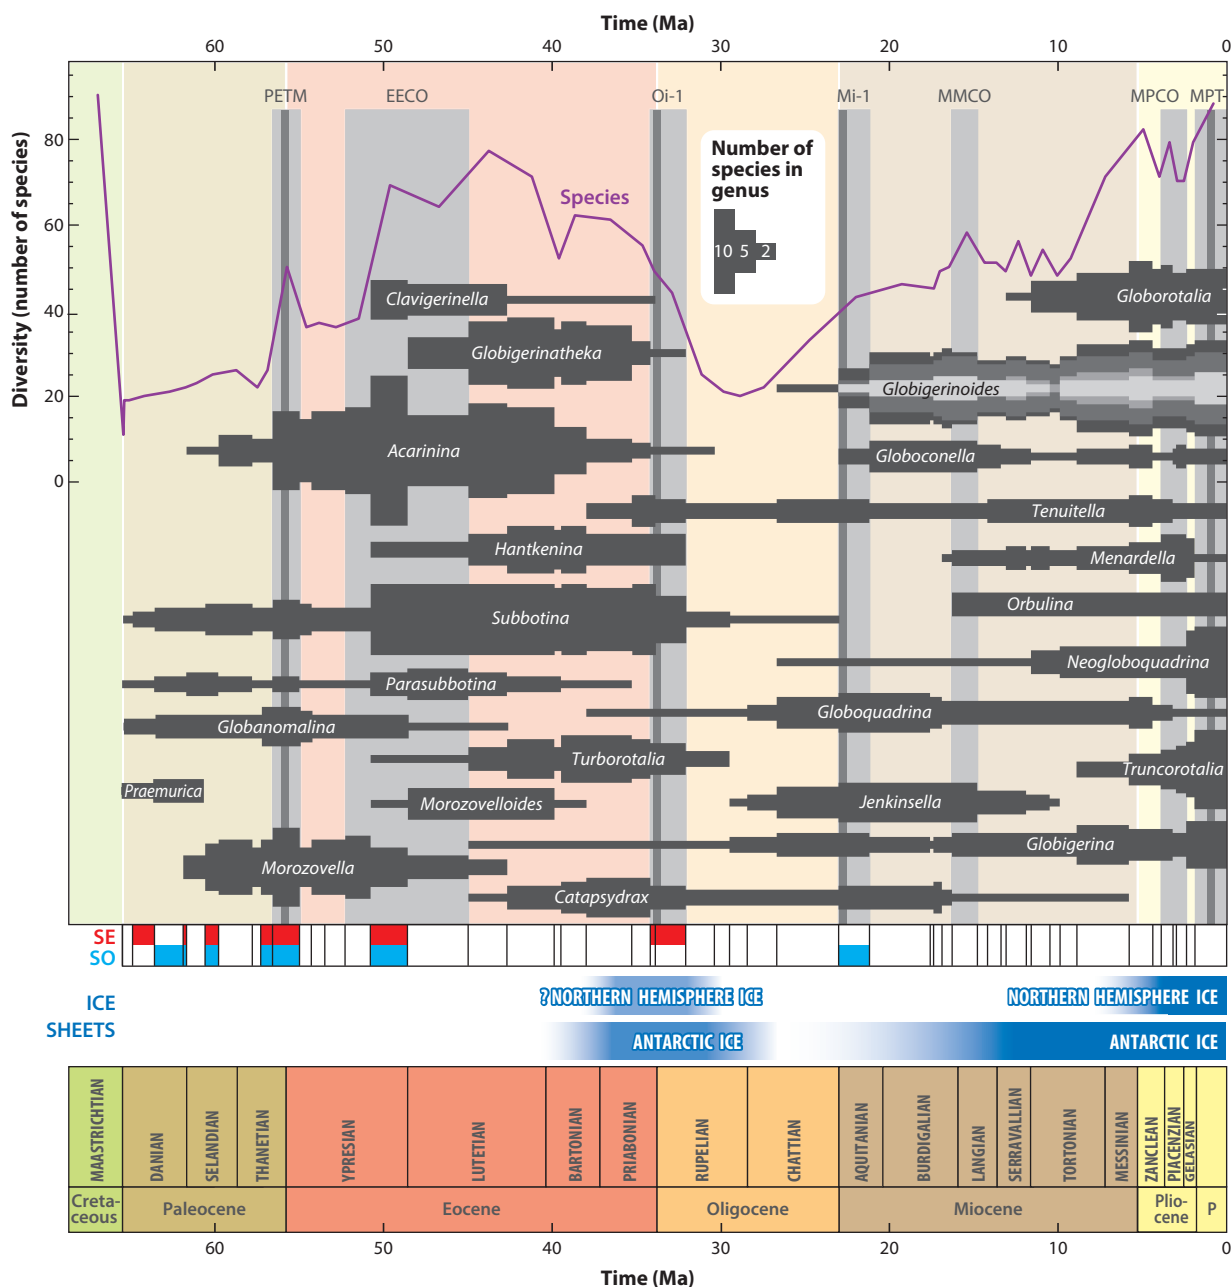 Time (Ma)
60 50 40 30 20 10 0
PETM EECO Oi-1 Mi-1 MMCO MPCO MPT
Diversity (number of species)
80
60
40
20
0
Number of
species in
genus
10 5 2
Species
Clavigerinella
Globorotalia
Globigerinatheka
Globigerinoides
Acarinina
Globoconella
Tenuitella
Hantkenina
Menardella
Orbulina
Subbotina
Neogloboquadrina
Parasubbotina
Globoquadrina
Globanomalina
Turborotalia
Truncorotalia
Praemurica
Morozovelloides
Jenkinsella
Globigerina
Morozovella
Catapsydrax
SE
SO
ICE
SHEETS
?NORTHERN HEMISPHERE ICE
NORTHERN HEMISPHERE ICE
ANTARCTIC ICE
ANTARCTIC ICE
MAASTRICHTIAN
DANIAN
SELANDIAN
THANETIAN
YPRESIAN
LUTETIAN
BARTONIAN
PRIABONIAN
RUPELIAN
CHATTIAN
AQUITANIAN
BURDIGALIAN
LANGIAN
SERRAVALLIAN
TORTONIAN
MESSINIAN
ZANCLEAN
PIACENZIAN
GELASIAN
Creta-
ceous
Paleocene
Eocene
Oligocene
Miocene
Plio-
cene
P
60 50 40 30 20 10 0
Time (Ma)